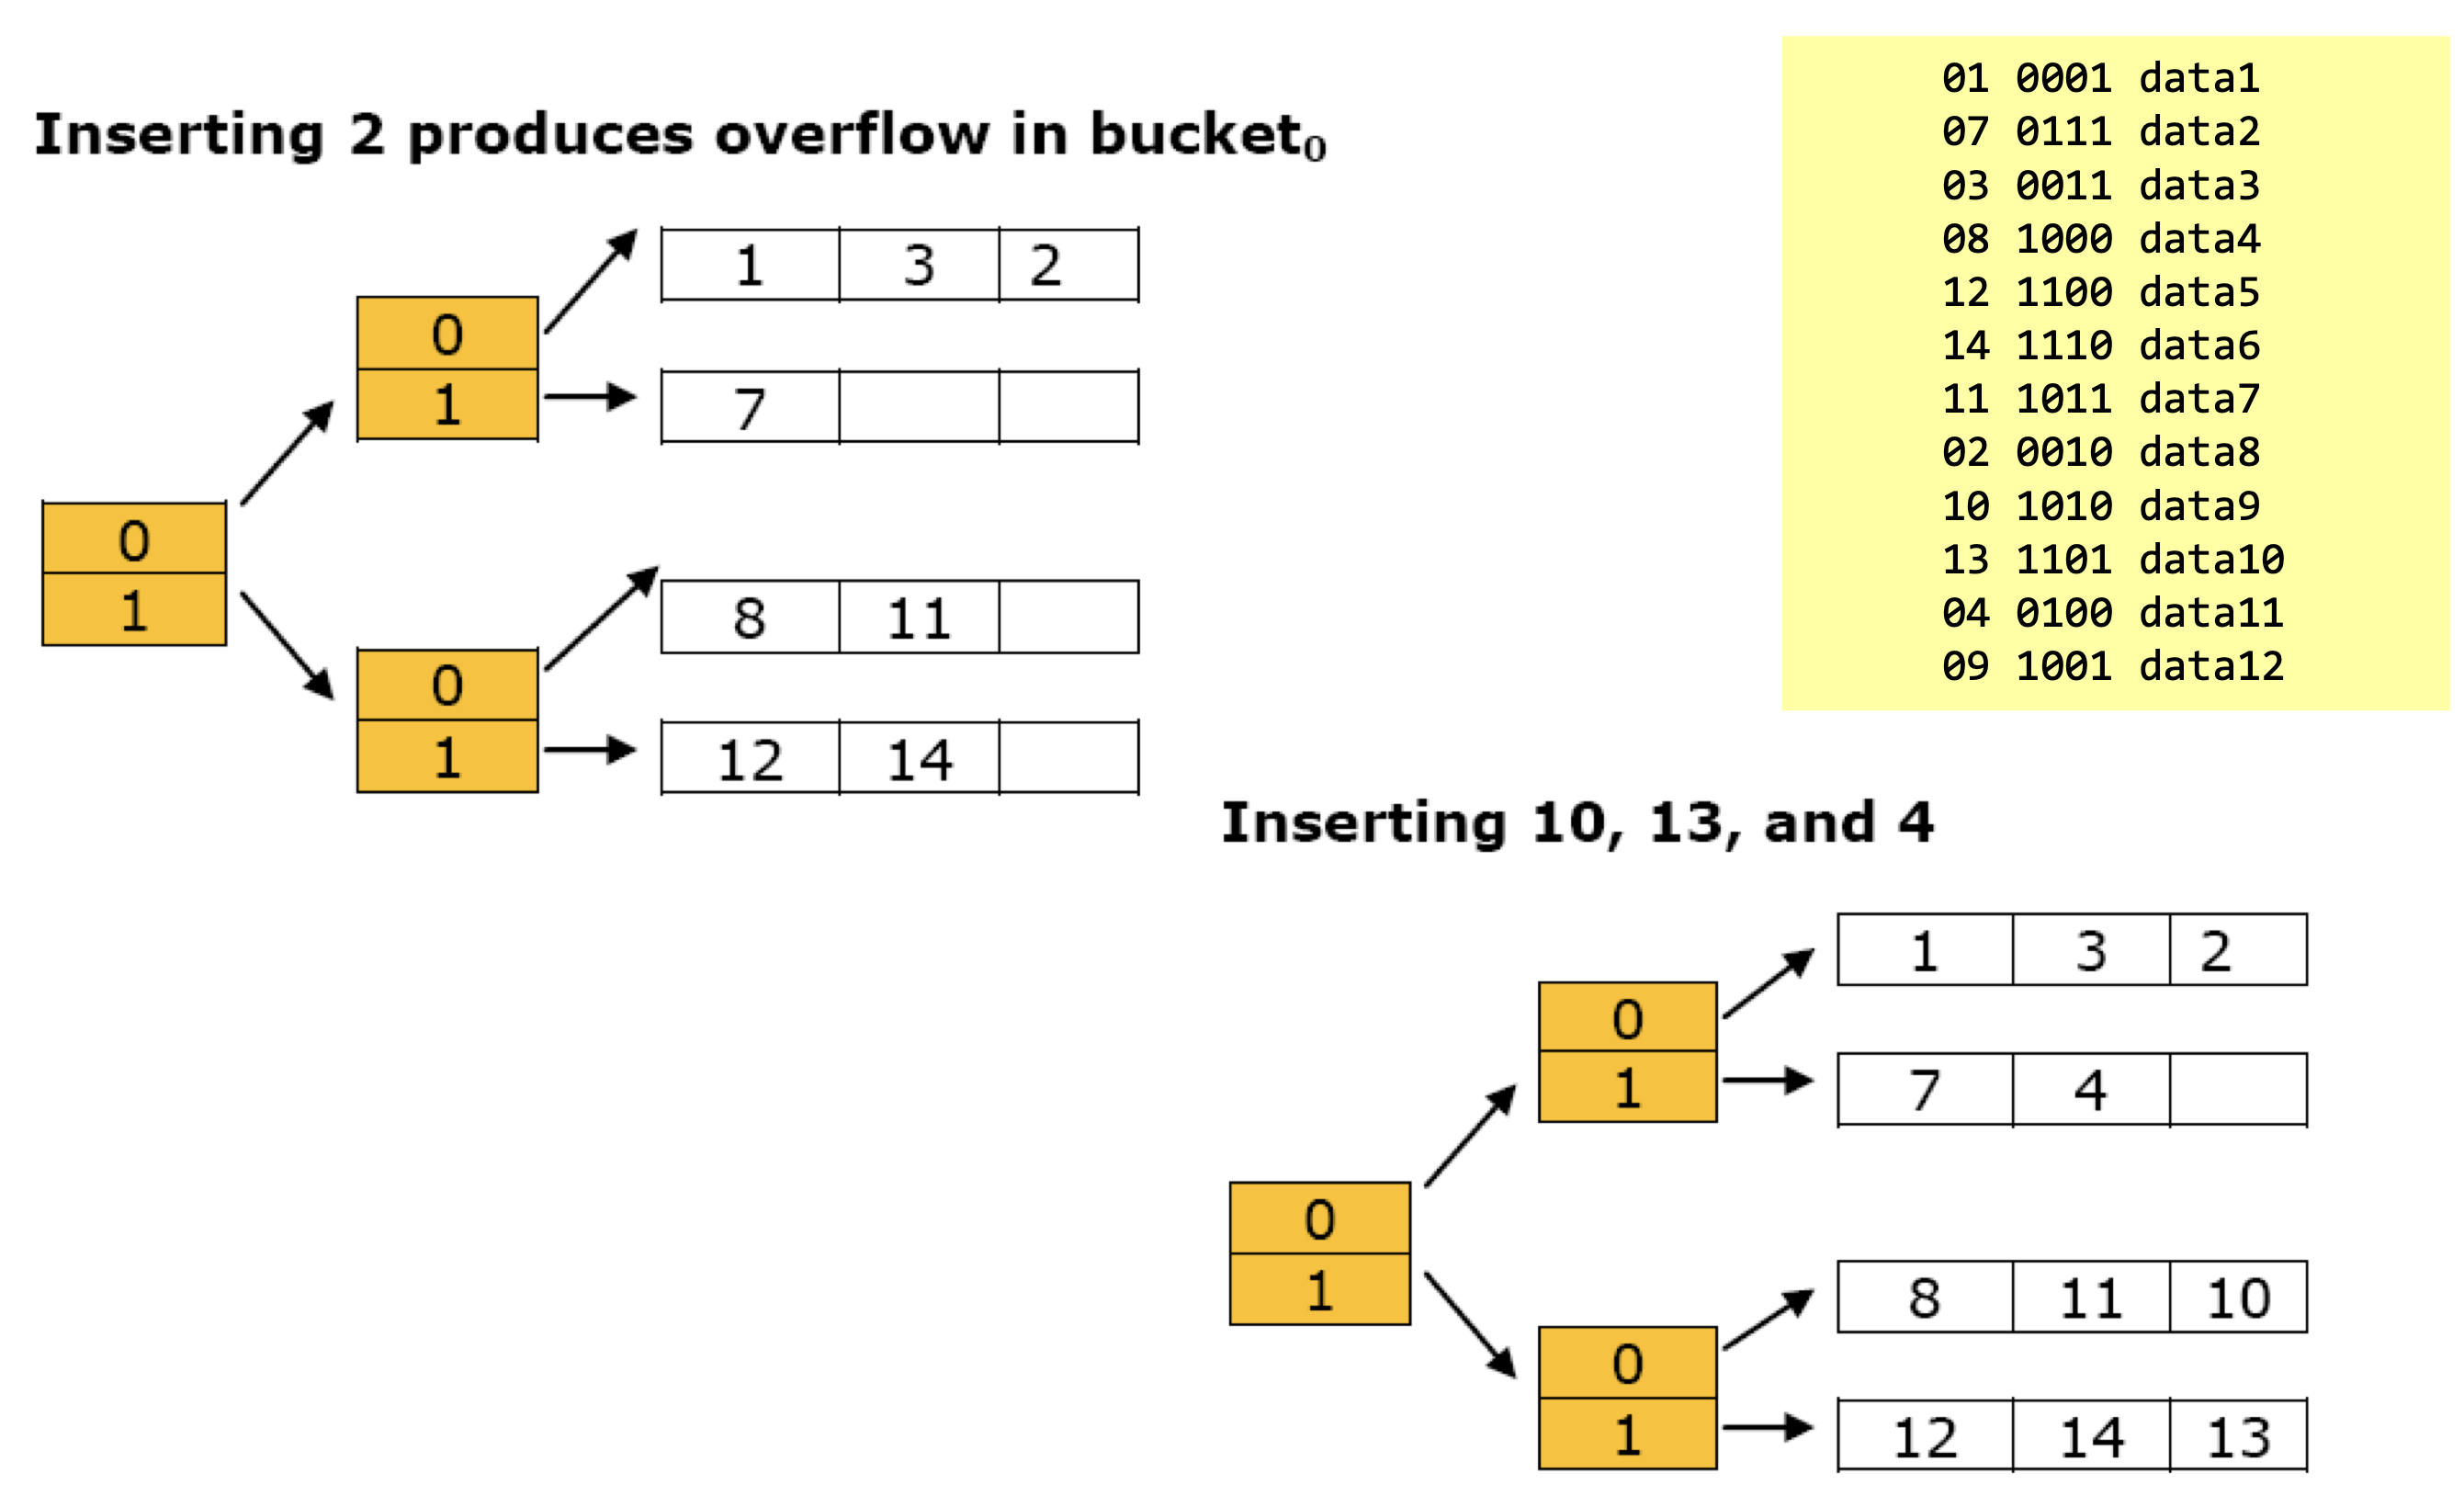 Inserting 2 produces overflow in bucket₀
0
1
0
1
0
1
1 3 2
7
8 11
12 14
01 0001 data1
07 0111 data2
03 0011 data3
08 1000 data4
12 1100 data5
14 1110 data6
11 1011 data7
02 0010 data8
10 1010 data9
13 1101 data10
04 0100 data11
09 1001 data12
Inserting 10, 13, and 4
0
1
0
1
0
1
1 3 2
7 4
8 11 10
12 14 13